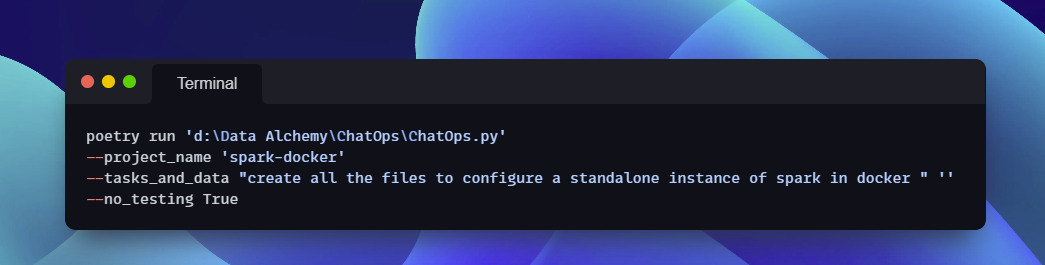 Terminal
poetry run 'd:\Data Alchemy\ChatOps\ChatOps.py'
--project_name 'spark-docker'
--tasks_and_data "create all the files to configure a standalone instance of spark in docker " ''
--no_testing True